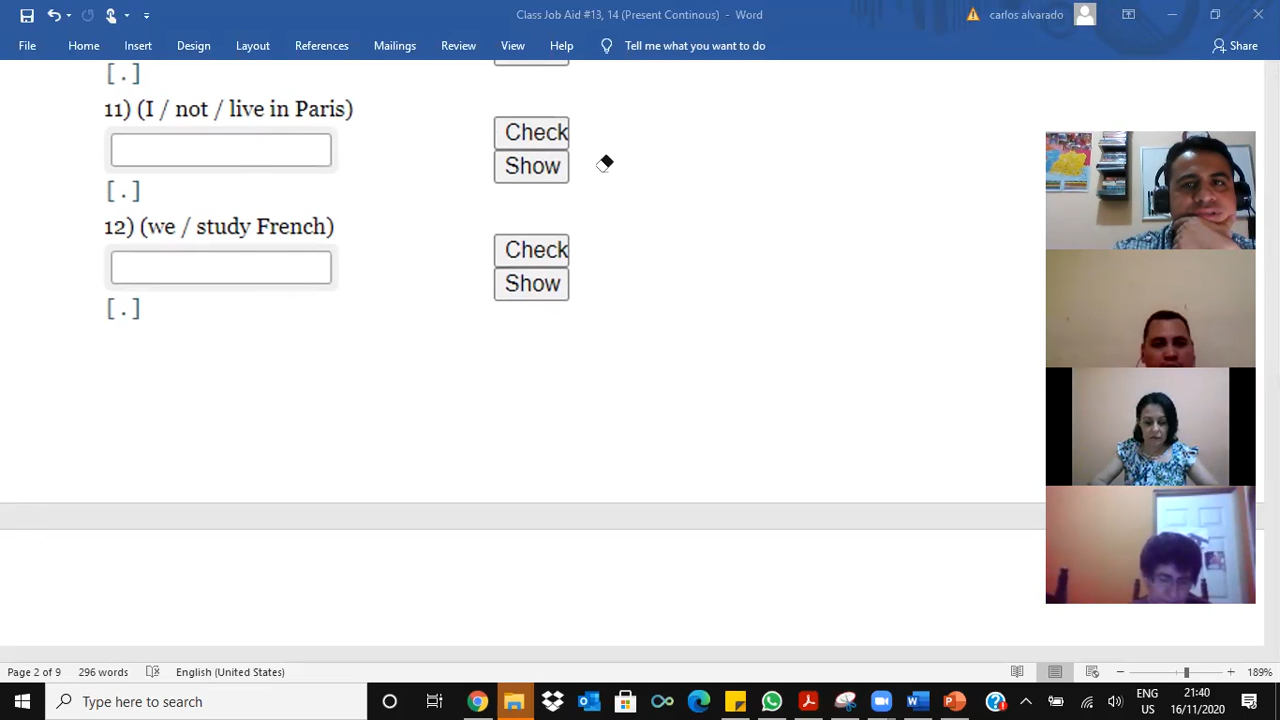 Class Job Aid #13, 14 (Present Continous) - Word
carlos alvarado
File Home Insert Design Layout References Mailings Review View Help Tell me what you want to do Share
[ . ]
11) (I / not / live in Paris)
Check
Show
[ . ]
12) (we / study French)
Check
Show
[ . ]
Page 2 of 9 296 words English (United States) 189%
Type here to search
ENG
US
21:40
16/11/2020